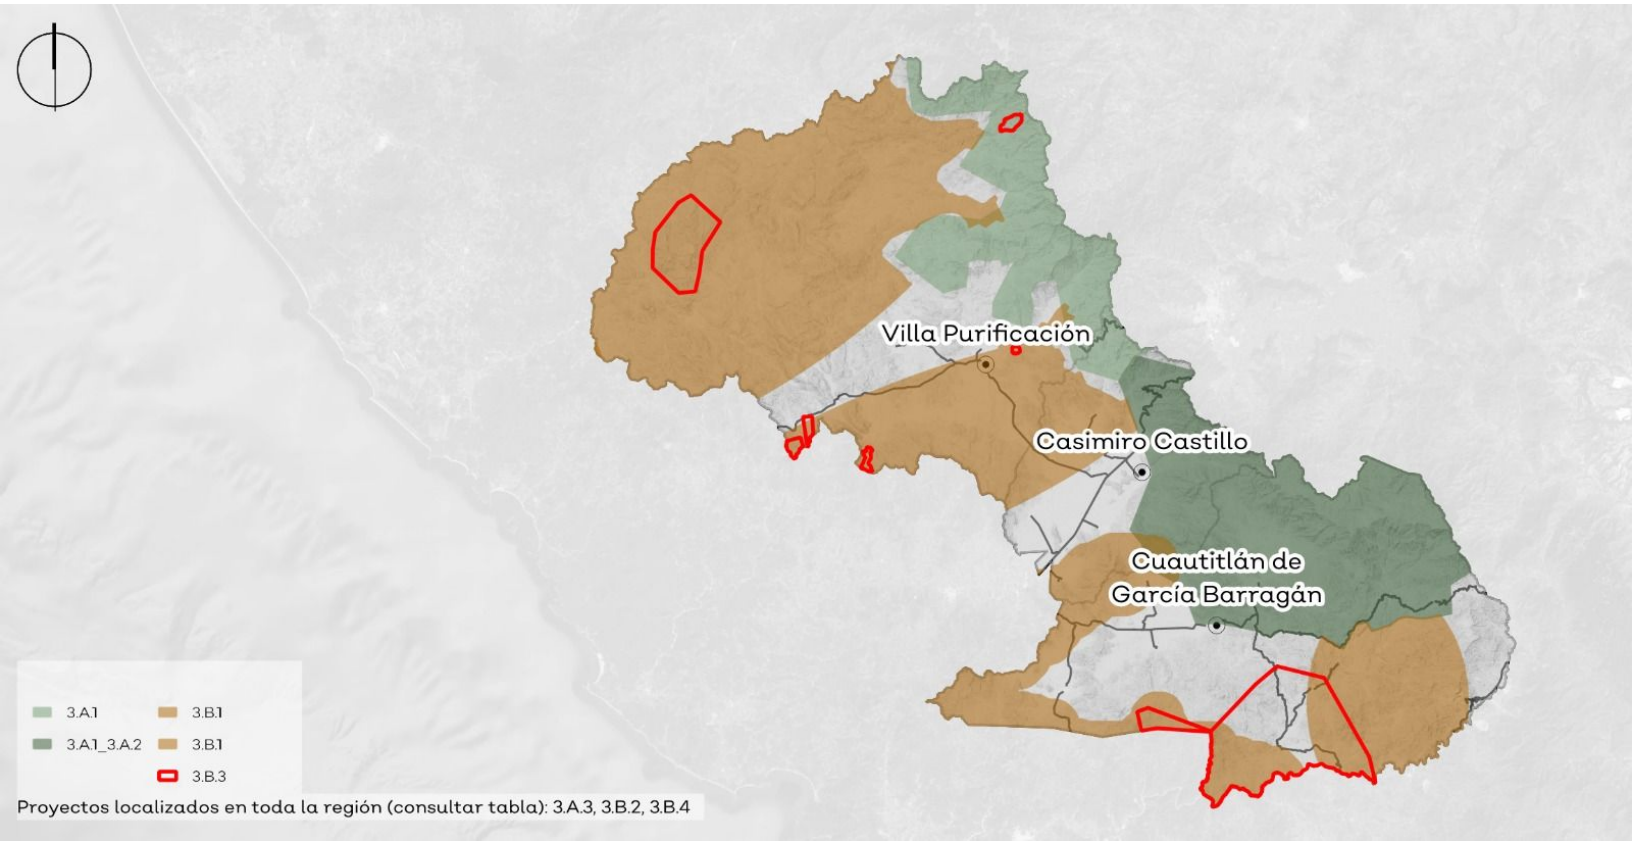 Villa Purificación
Casimiro Castillo
Cuautitlán de
García Barragán
3.A.1 3.B.1
3.A.1_3.A.2 3.B.1
3.B.3
Proyectos localizados en toda la región (consultar tabla): 3.A.3, 3.B.2, 3.B.4